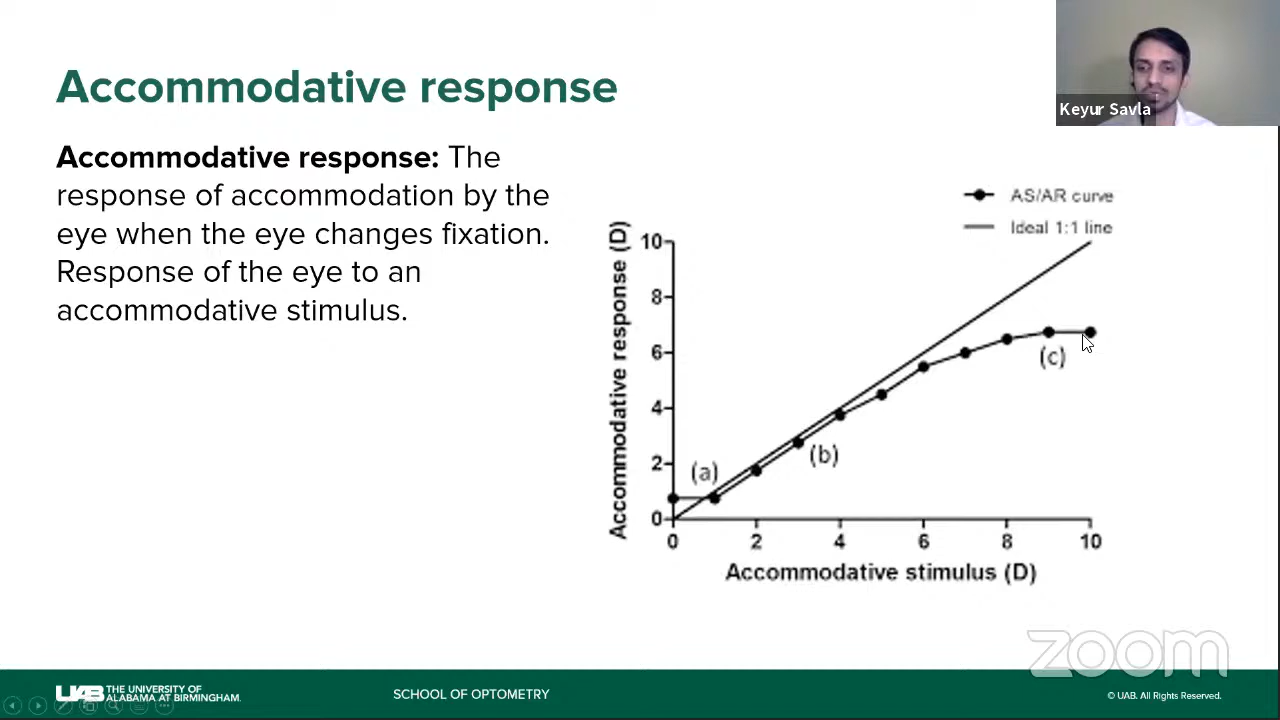 Accommodative response
Keyur Savla
Accommodative response: The
response of accommodation by the
eye when the eye changes fixation.
Response of the eye to an
accommodative stimulus.
AS/AR curve
Ideal 1:1 line
Accommodative response (D)
10
8
6
4
2
0
(a)
(b)
(c)
0 2 4 6 8 10
Accommodative stimulus (D)
zoom
UAB THE UNIVERSITY OF
ALABAMA AT BIRMINGHAM.
SCHOOL OF OPTOMETRY
© UAB. All Rights Reserved.